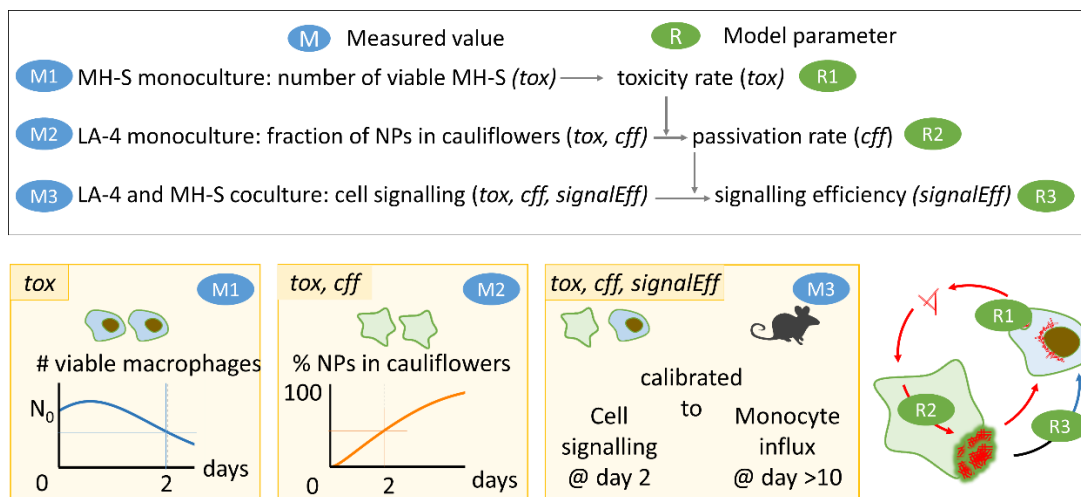 M Measured value R Model parameter
M1 MH-S monoculture: number of viable MH-S (tox) toxicity rate (tox) R1
M2 LA-4 monoculture: fraction of NPs in cauliflowers (tox, cff) passivation rate (cff) R2
M3 LA-4 and MH-S coculture: cell signalling (tox, cff, signalEff) signalling efficiency (signalEff) R3
tox M1
# viable macrophages
N0
0 2 days
tox, cff M2
% NPs in cauliflowers
100
0 2 days
tox, cff, signalEff M3
calibrated
to
Cell
signalling
@ day 2
Monocyte
influx
@ day >10
R1
R2
R3